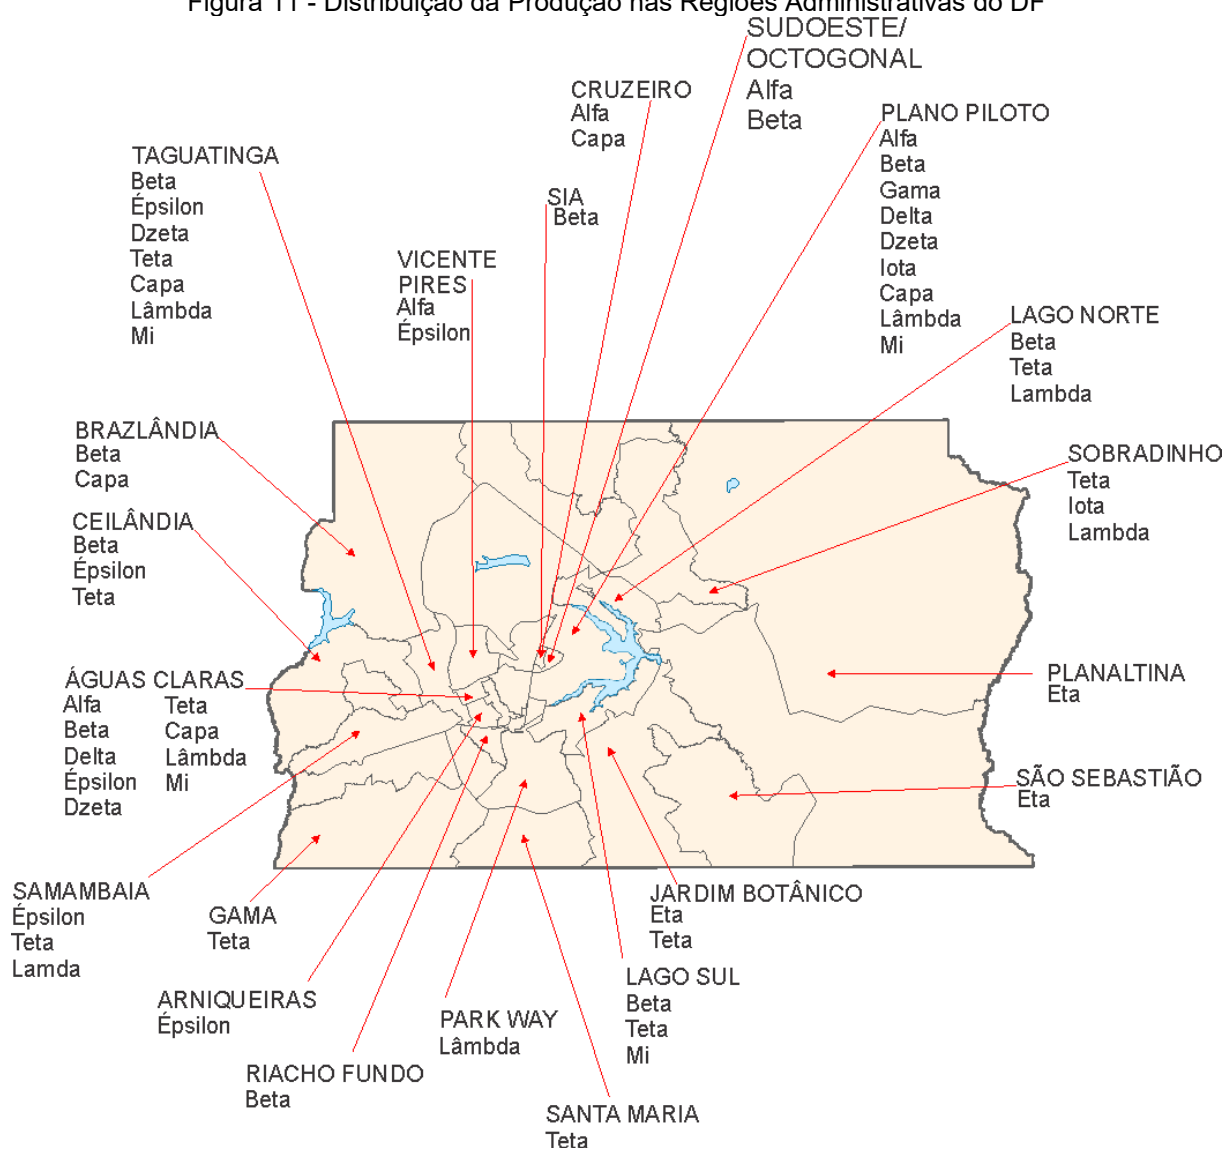 Figura 11 - Distribuição da Produção nas Regiões Administrativas do DF
SUDOESTE/
OCTOGONAL
Alfa
Beta
CRUZEIRO
Alfa
Capa
PLANO PILOTO
Alfa
Beta
Gama
Delta
Dzeta
Iota
Capa
Lâmbda
Mi
TAGUATINGA
Beta
Épsilon
Dzeta
Teta
Capa
Lâmbda
Mi
SIA
Beta
VICENTE
PIRES
Alfa
Épsilon
LAGO NORTE
Beta
Teta
Lambda
BRAZLÂNDIA
Beta
Capa
SOBRADINHO
Teta
Iota
Lambda
CEILÂNDIA
Beta
Épsilon
Teta
ÁGUAS CLARAS
Alfa
Beta
Delta
Épsilon
Dzeta
Teta
Capa
Lâmbda
Mi
PLANALTINA
Eta
SÃO SEBASTIÃO
Eta
SAMAMBAIA
Épsilon
Teta
Lamda
GAMA
Teta
JARDIM BOTÂNICO
Eta
Teta
LAGO SUL
Beta
Teta
Mi
ARNIQUEIRAS
Épsilon
PARK WAY
Lâmbda
RIACHO FUNDO
Beta
SANTA MARIA
Teta